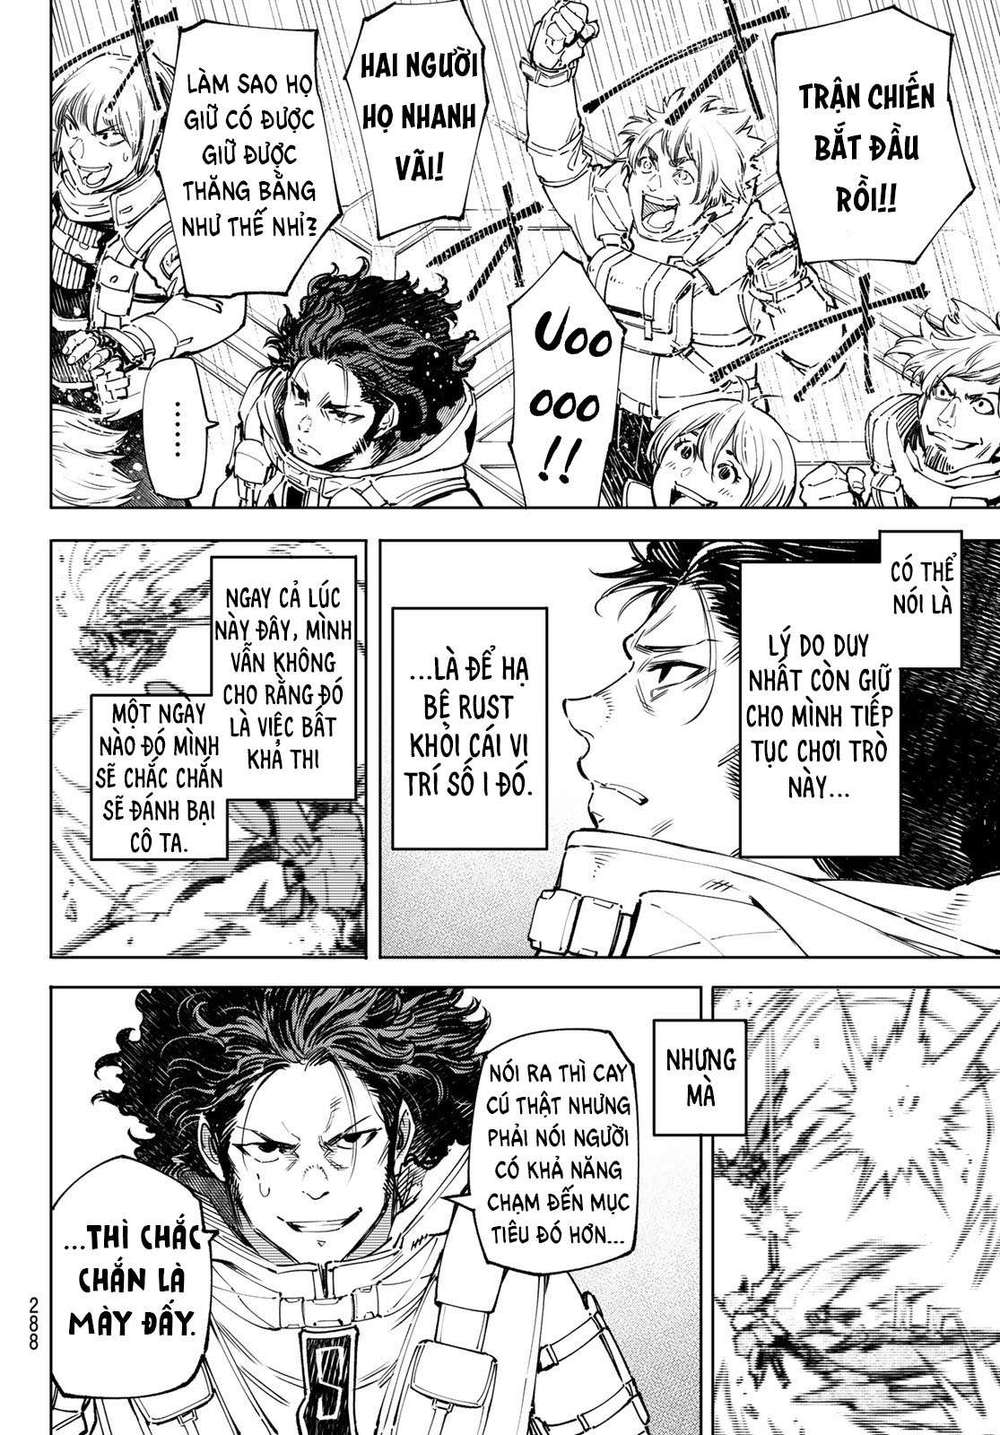 TRẬN CHIẾN
BẮT ĐẦU
RỒI!!
HAI NGƯỜI
HỌ NHANH
VÃI!
LÀM SAO HỌ
GIỮ CÓ ĐƯỢC
GIỮ ĐƯỢC
THĂNG BẰNG
NHƯ THẾ NHỈ?
UOO
OOO
OOO
!!
......
CÓ THỂ
NÓI LÀ
LÝ DO DUY
NHẤT CÒN GIỮ
CHO MÌNH TIẾP
TỤC CHƠI TRÒ
NÀY...
...LÀ ĐỂ HẠ
BỆ RUST
KHỎI CÁI VỊ
TRÍ SỐ 1 ĐÓ.
NGAY CẢ LÚC
NÀY ĐÂY, MÌNH
VẪN KHÔNG
CHO RẰNG ĐÓ
LÀ VIỆC BẤT
KHẢ THI
MỘT NGÀY
NÀO ĐÓ MÌNH
SẼ CHẮC CHẮN
SẼ ĐÁNH BẠI
CÔ TA.
NHƯNG
MÀ
NÓI RA THÌ CAY
CÚ THẬT NHƯNG
PHẢI NÓI NGƯỜI
CÓ KHẢ NĂNG
CHẠM ĐẾN MỤC
TIÊU ĐÓ HƠN...
...THÌ CHẮC
CHẮN LÀ
MÀY ĐẤY.
288